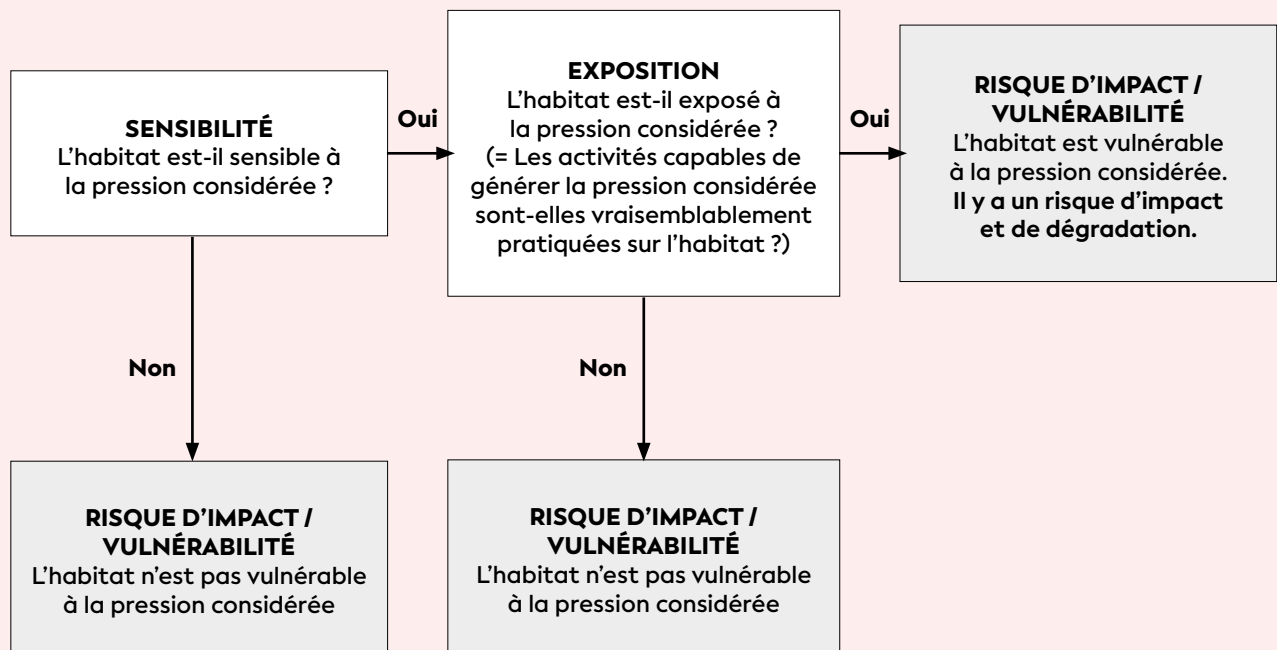 SENSIBILITÉ
L'habitat est-il sensible à
la pression considérée ?
Oui
EXPOSITION
L'habitat est-il exposé à
la pression considérée ?
(= Les activités capables de
générer la pression considérée
sont-elles vraisemblablement
pratiquées sur l'habitat ?)
Oui
RISQUE D'IMPACT /
VULNÉRABILITÉ
L'habitat est vulnérable
à la pression considérée.
Il y a un risque d'impact
et de dégradation.
Non
Non
RISQUE D'IMPACT /
VULNÉRABILITÉ
L'habitat n'est pas vulnérable
à la pression considérée
RISQUE D'IMPACT /
VULNÉRABILITÉ
L'habitat n'est pas vulnérable
à la pression considérée